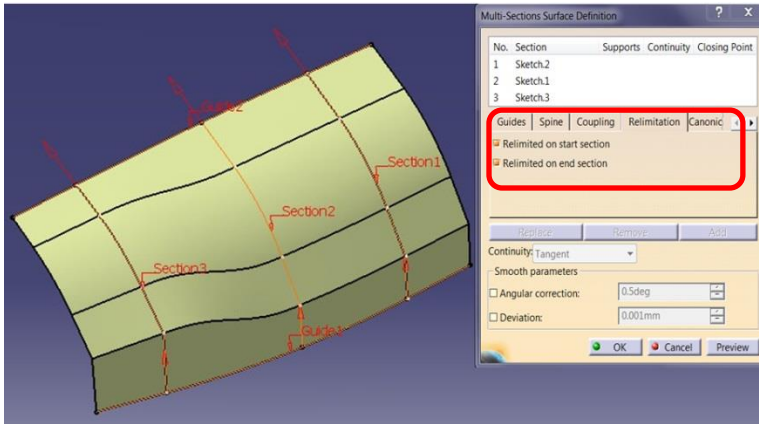 Multi-Sections Surface Definition
? X
No. Section Supports Continuity Closing Point
1 Sketch.2
2 Sketch.1
3 Sketch.3
Guides Spine Coupling Relimitation Canonic
Relimited on start section
Relimited on end section
Replace Remove Add
Continuity: Tangent
Smooth parameters
Angular correction: 0.5deg
Deviation: 0.001mm
OK Cancel Preview
Guide2
Section1
Section2
Section3
Guide1